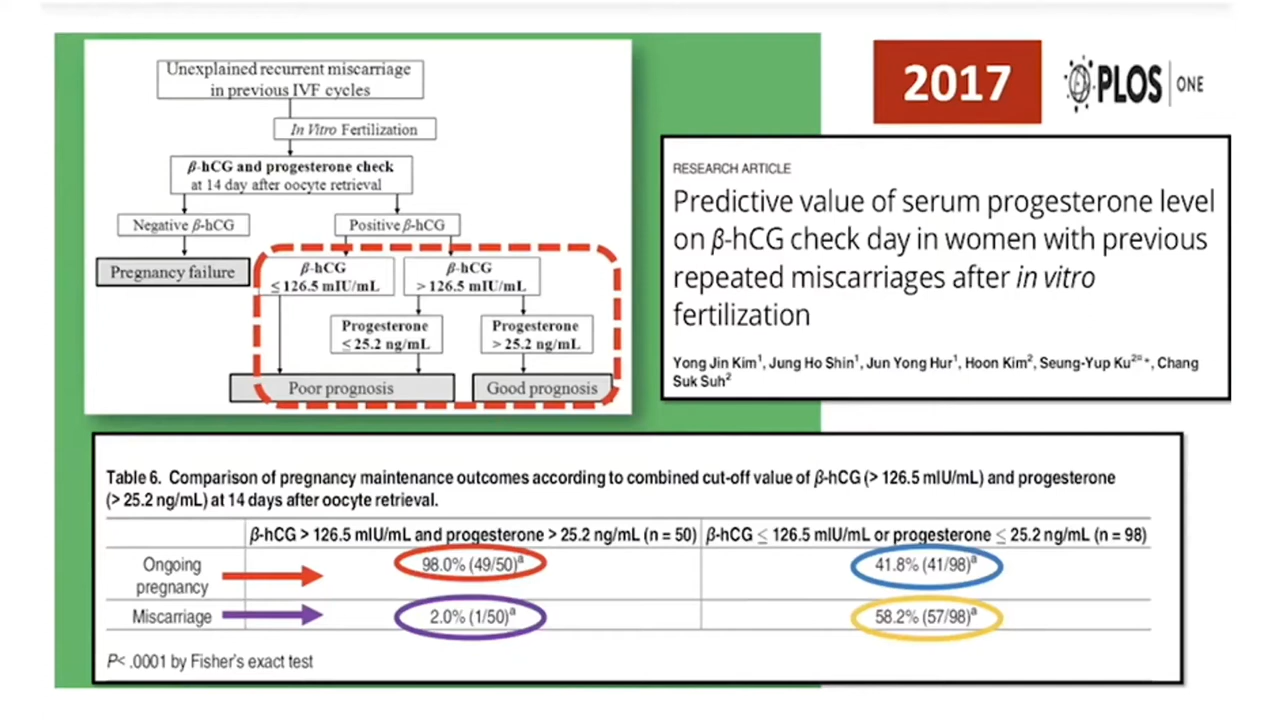 2017
PLOS ONE
Unexplained recurrent miscarriage
in previous IVF cycles
In Vitro Fertilization
β-hCG and progesterone check
at 14 day after oocyte retrieval
Negative β-hCG
Positive β-hCG
Pregnancy failure
β-hCG
≤ 126.5 mIU/mL
β-hCG
> 126.5 mIU/mL
Progesterone
≤ 25.2 ng/mL
Progesterone
> 25.2 ng/mL
Poor prognosis
Good prognosis
RESEARCH ARTICLE
Predictive value of serum progesterone level
on β-hCG check day in women with previous
repeated miscarriages after in vitro
fertilization
Yong Jin Kim1, Jung Ho Shin1, Jun Yong Hur1, Hoon Kim2, Seung-Yup Ku2¤*, Chang
Suk Suh2
Table 6. Comparison of pregnancy maintenance outcomes according to combined cut-off value of β-hCG (> 126.5 mIU/mL) and progesterone
(> 25.2 ng/mL) at 14 days after oocyte retrieval.
β-hCG > 126.5 mIU/mL and progesterone > 25.2 ng/mL (n = 50) β-hCG ≤ 126.5 mIU/mL or progesterone ≤ 25.2 ng/mL (n = 98)
Ongoing
pregnancy
98.0% (49/50)a 41.8% (41/98)a
Miscarriage 2.0% (1/50)a 58.2% (57/98)a
P< .0001 by Fisher's exact test